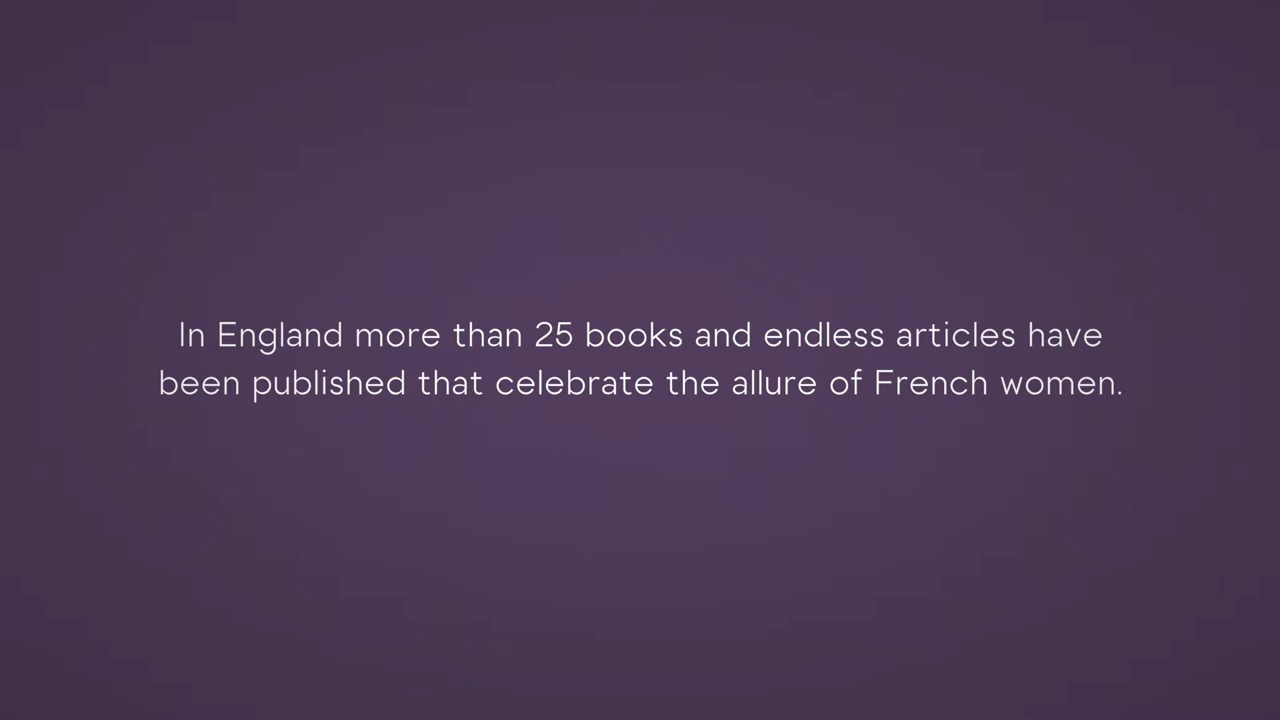 In England more than 25 books and endless articles have
been published that celebrate the allure of French women.